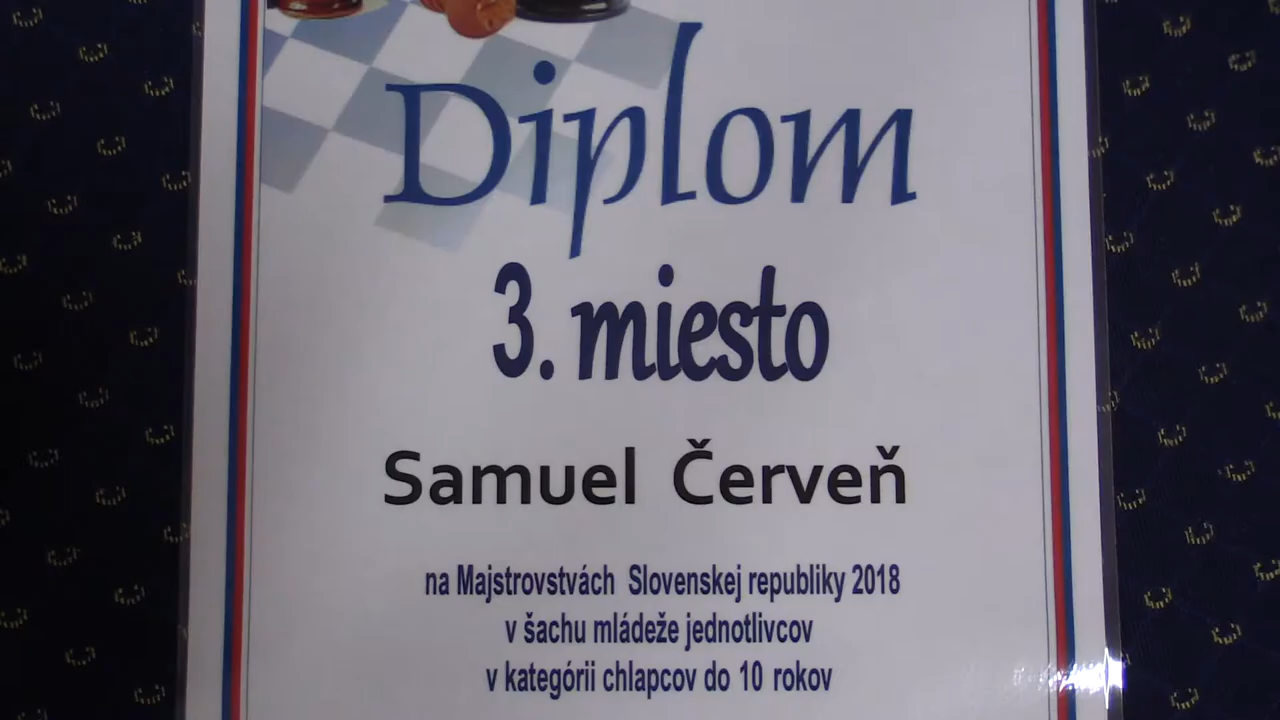 Diplom
3. miesto
Samuel Červeň
na Majstrovstvách Slovenskej republiky 2018
v šachu mládeže jednotlivcov
v kategórii chlapcov do 10 rokov